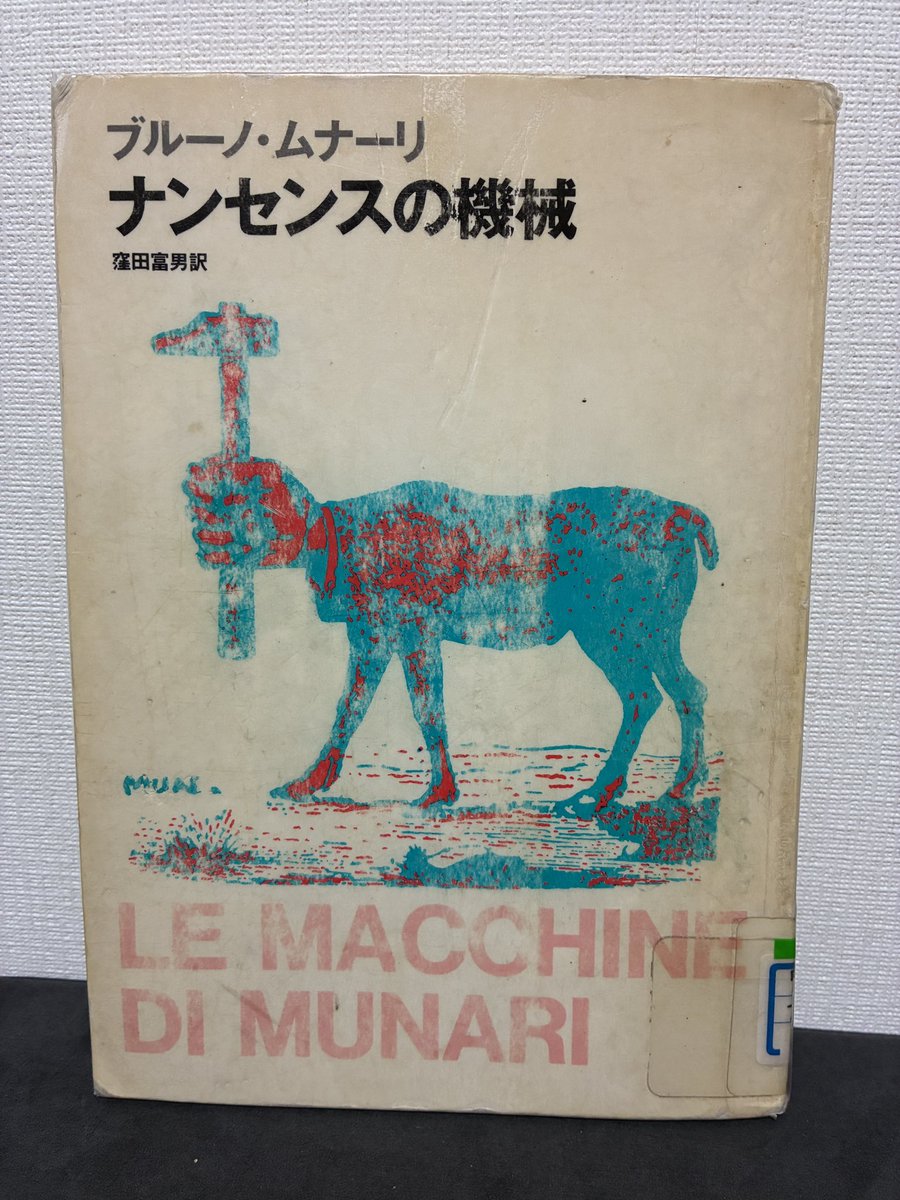 ブルーノ・ムナーリ
ナンセンスの機械
窪田富男訳
MUN.
LE MACCHINE
DI MUNARI